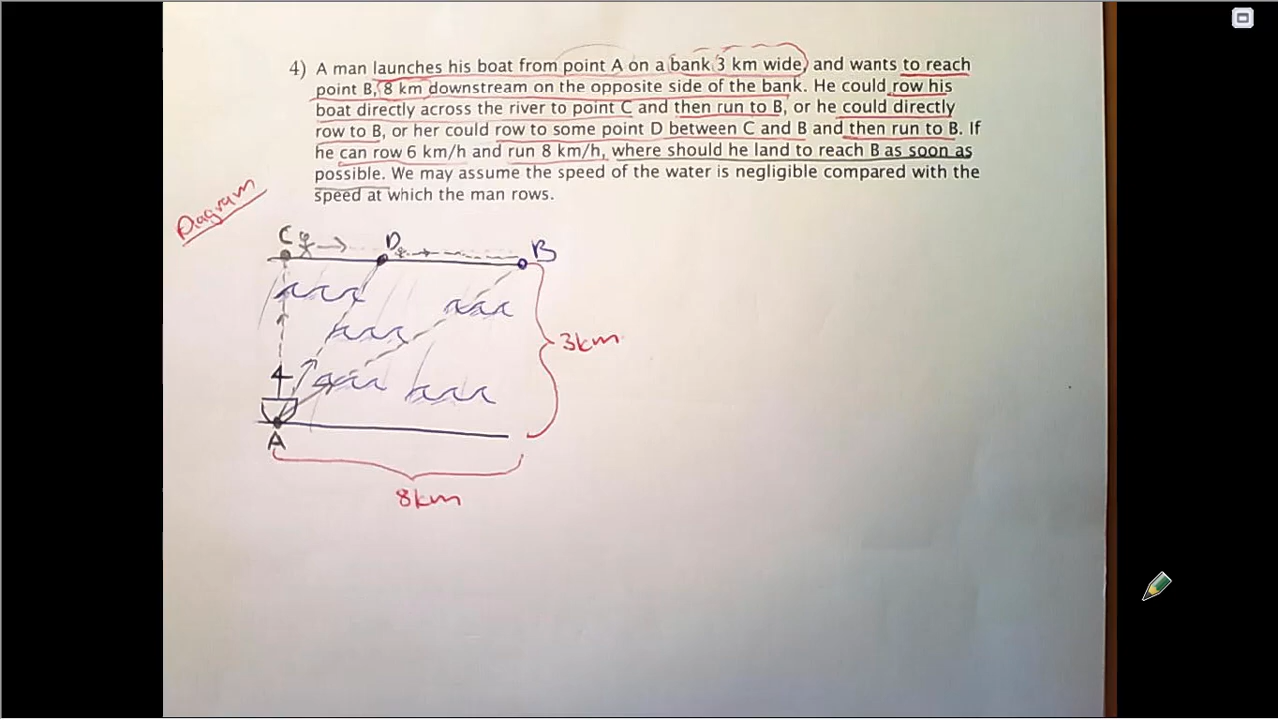 4) A man launches his boat from point A on a bank 3 km wide, and wants to reach
point B, 8 km downstream on the opposite side of the bank. He could row his
boat directly across the river to point C and then run to B, or he could directly
row to B, or her could row to some point D between C and B and then run to B. If
he can row 6 km/h and run 8 km/h, where should he land to reach B as soon as
possible. We may assume the speed of the water is negligible compared with the
speed at which the man rows.
Diagram
C
D
B
3km
A
8km